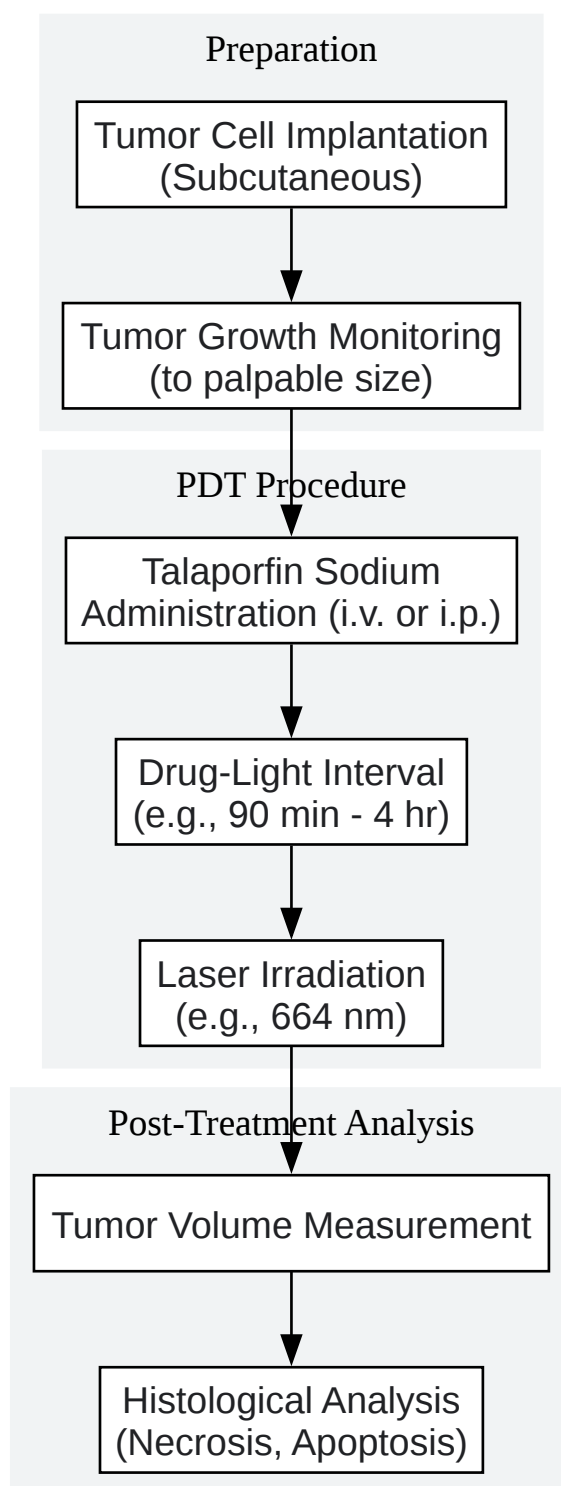 Preparation
Tumor Cell Implantation
(Subcutaneous)
Tumor Growth Monitoring
(to palpable size)
PDT Procedure
Talaporfin Sodium
Administration (i.v. or i.p.)
Drug-Light Interval
(e.g., 90 min - 4 hr)
Laser Irradiation
(e.g., 664 nm)
Post-Treatment Analysis
Tumor Volume Measurement
Histological Analysis
(Necrosis, Apoptosis)